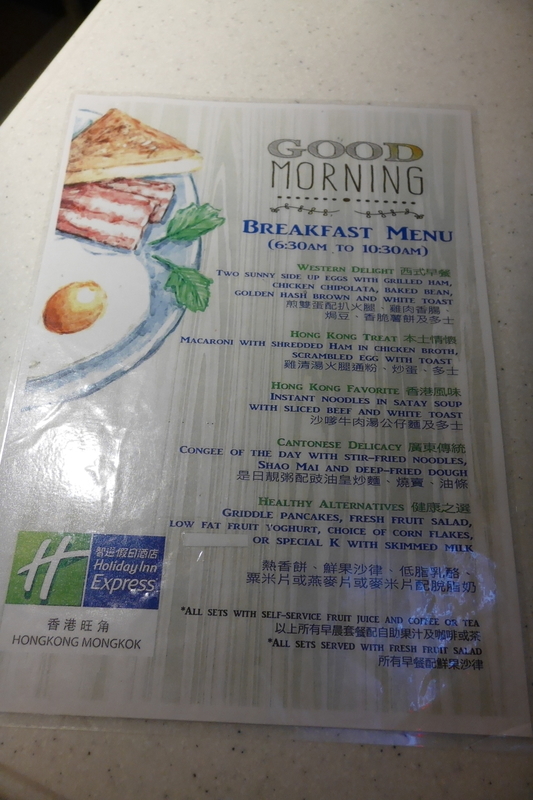 GOOD
MORNING
BREAKFAST MENU
(6:30AM TO 10:30AM)
WESTERN DELIGHT 西式早餐
TWO SUNNY SIDE UP EGGS WITH GRILLED HAM,
CHICKEN CHIPOLATA, BAKED BEAN,
GOLDEN HASH BROWN AND WHITE TOAST
煎雙蛋配扒火腿、雞肉香腸、
焗豆、香脆薯餅及多士
HONG KONG TREAT 本土情懷
MACARONI WITH SHREDDED HAM IN CHICKEN BROTH,
SCRAMBLED EGG WITH TOAST
雞清湯火腿通粉、炒蛋、多士
HONG KONG FAVORITE 香港風味
INSTANT NOODLES IN SATAY SOUP
WITH SLICED BEEF AND WHITE TOAST
沙嗲牛肉湯公仔麵及多士
CANTONESE DELICACY 廣東傳統
CONGEE OF THE DAY WITH STIR-FRIED NOODLES,
SHAO MAI AND DEEP-FRIED DOUGH
是日靚粥配豉油皇炒麵、燒賣、油條
HEALTHY ALTERNATIVES 健康之選
GRIDDLE PANCAKES, FRESH FRUIT SALAD,
LOW FAT FRUIT YOGHURT, CHOICE OF CORN FLAKES,
OR SPECIAL K WITH SKIMMED MILK
熱香餅、鮮果沙律、低脂乳酪、
粟米片或燕麥片或麥米片配脫脂奶
*ALL SETS WITH SELF-SERVICE FRUIT JUICE AND COFFEE OR TEA
以上所有早晨套餐配自助果汁及咖啡或茶
*ALL SETS SERVED WITH FRESH FRUIT SALAD
所有早餐配鮮果沙律
H
智選假日酒店
Holiday Inn
Express
香港旺角
HONGKONG MONGKOK